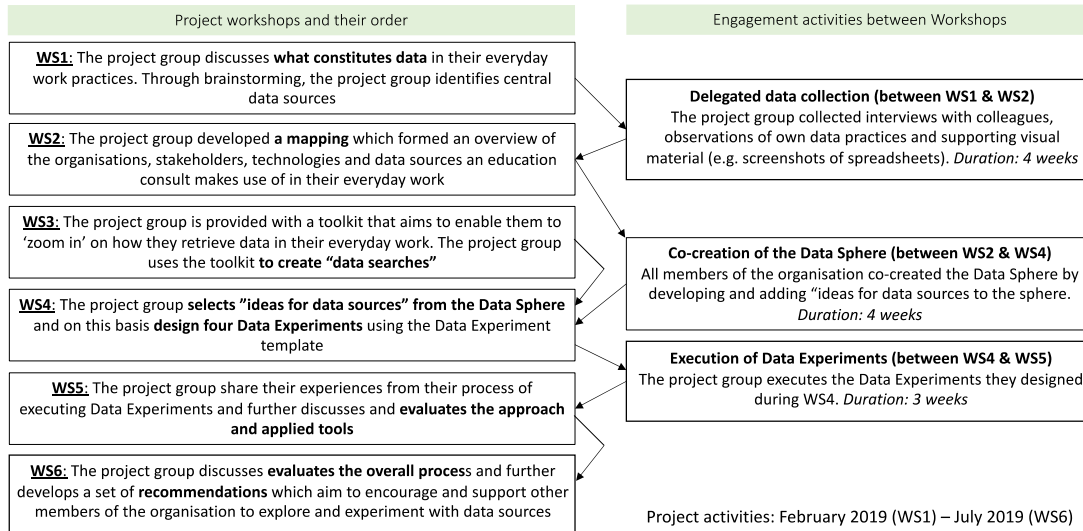 Project workshops and their order
WS1: The project group discusses what constitutes data in their everyday
work practices. Through brainstorming, the project group identifies central
data sources
WS2: The project group developed a mapping which formed an overview of
the organisations, stakeholders, technologies and data sources an education
consult makes use of in their everyday work
WS3: The project group is provided with a toolkit that aims to enable them to
‘zoom in’ on how they retrieve data in their everyday work. The project group
uses the toolkit to create “data searches”
WS4: The project group selects ”ideas for data sources” from the Data Sphere
and on this basis design four Data Experiments using the Data Experiment
template
WS5: The project group share their experiences from their process of
executing Data Experiments and further discusses and evaluates the approach
and applied tools
WS6: The project group discusses evaluates the overall process and further
develops a set of recommendations which aim to encourage and support other
members of the organisation to explore and experiment with data sources
Engagement activities between Workshops
Delegated data collection (between WS1 & WS2)
The project group collected interviews with colleagues,
observations of own data practices and supporting visual
material (e.g. screenshots of spreadsheets). Duration: 4 weeks
Co-creation of the Data Sphere (between WS2 & WS4)
All members of the organisation co-created the Data Sphere by
developing and adding “ideas for data sources to the sphere.
Duration: 4 weeks
Execution of Data Experiments (between WS4 & WS5)
The project group executes the Data Experiments they designed
during WS4. Duration: 3 weeks
Project activities: February 2019 (WS1) – July 2019 (WS6)